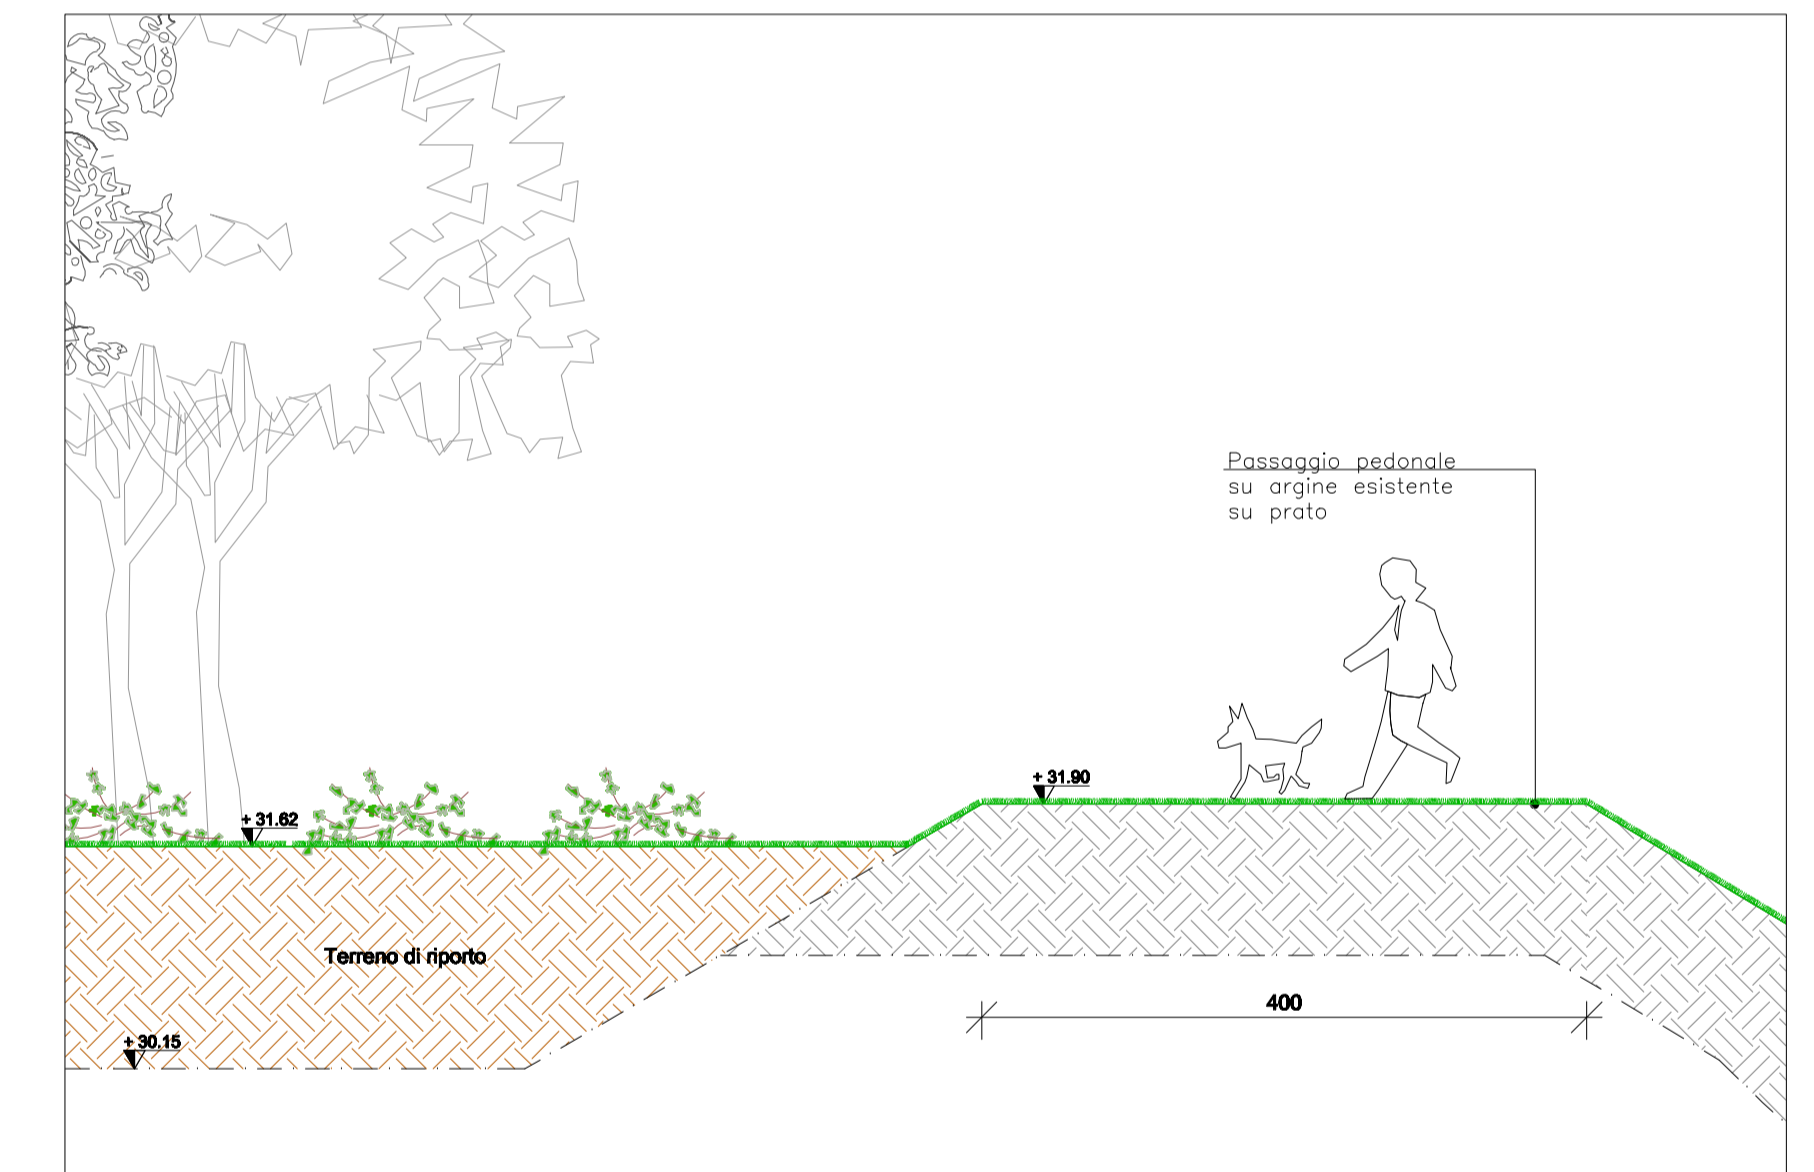 Passaggio pedonale
su argine esistente
su prato
+ 31.90
+ 31.62
Terreno di riporto
400
+ 30.15